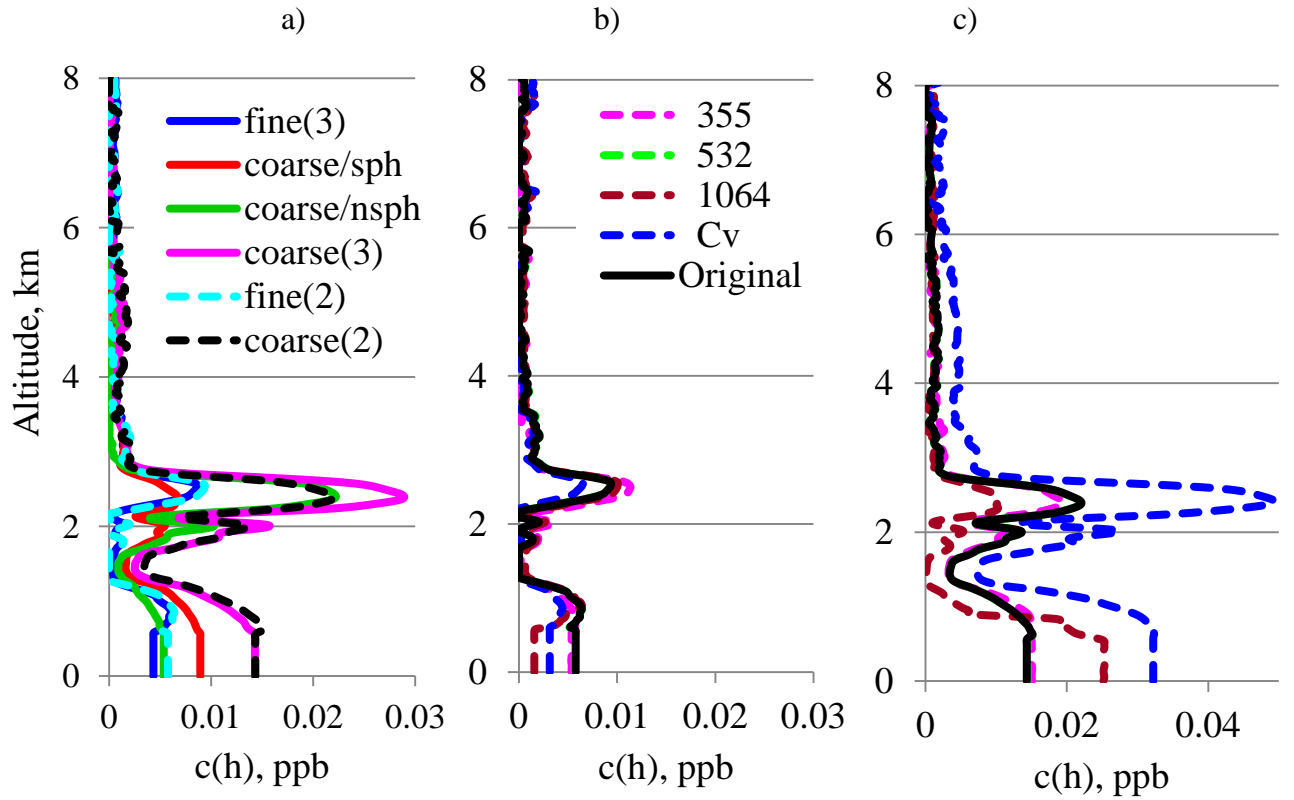 a)
b)
c)
8
6
4
2
0
Altitude, km
fine(3)
coarse/sph
coarse/nsph
coarse(3)
fine(2)
coarse(2)
0 0.01 0.02 0.03
c(h), ppb
8
6
4
2
0
355
532
1064
Cv
Original
0 0.01 0.02 0.03
c(h), ppb
8
6
4
2
0
0 0.02 0.04
c(h), ppb